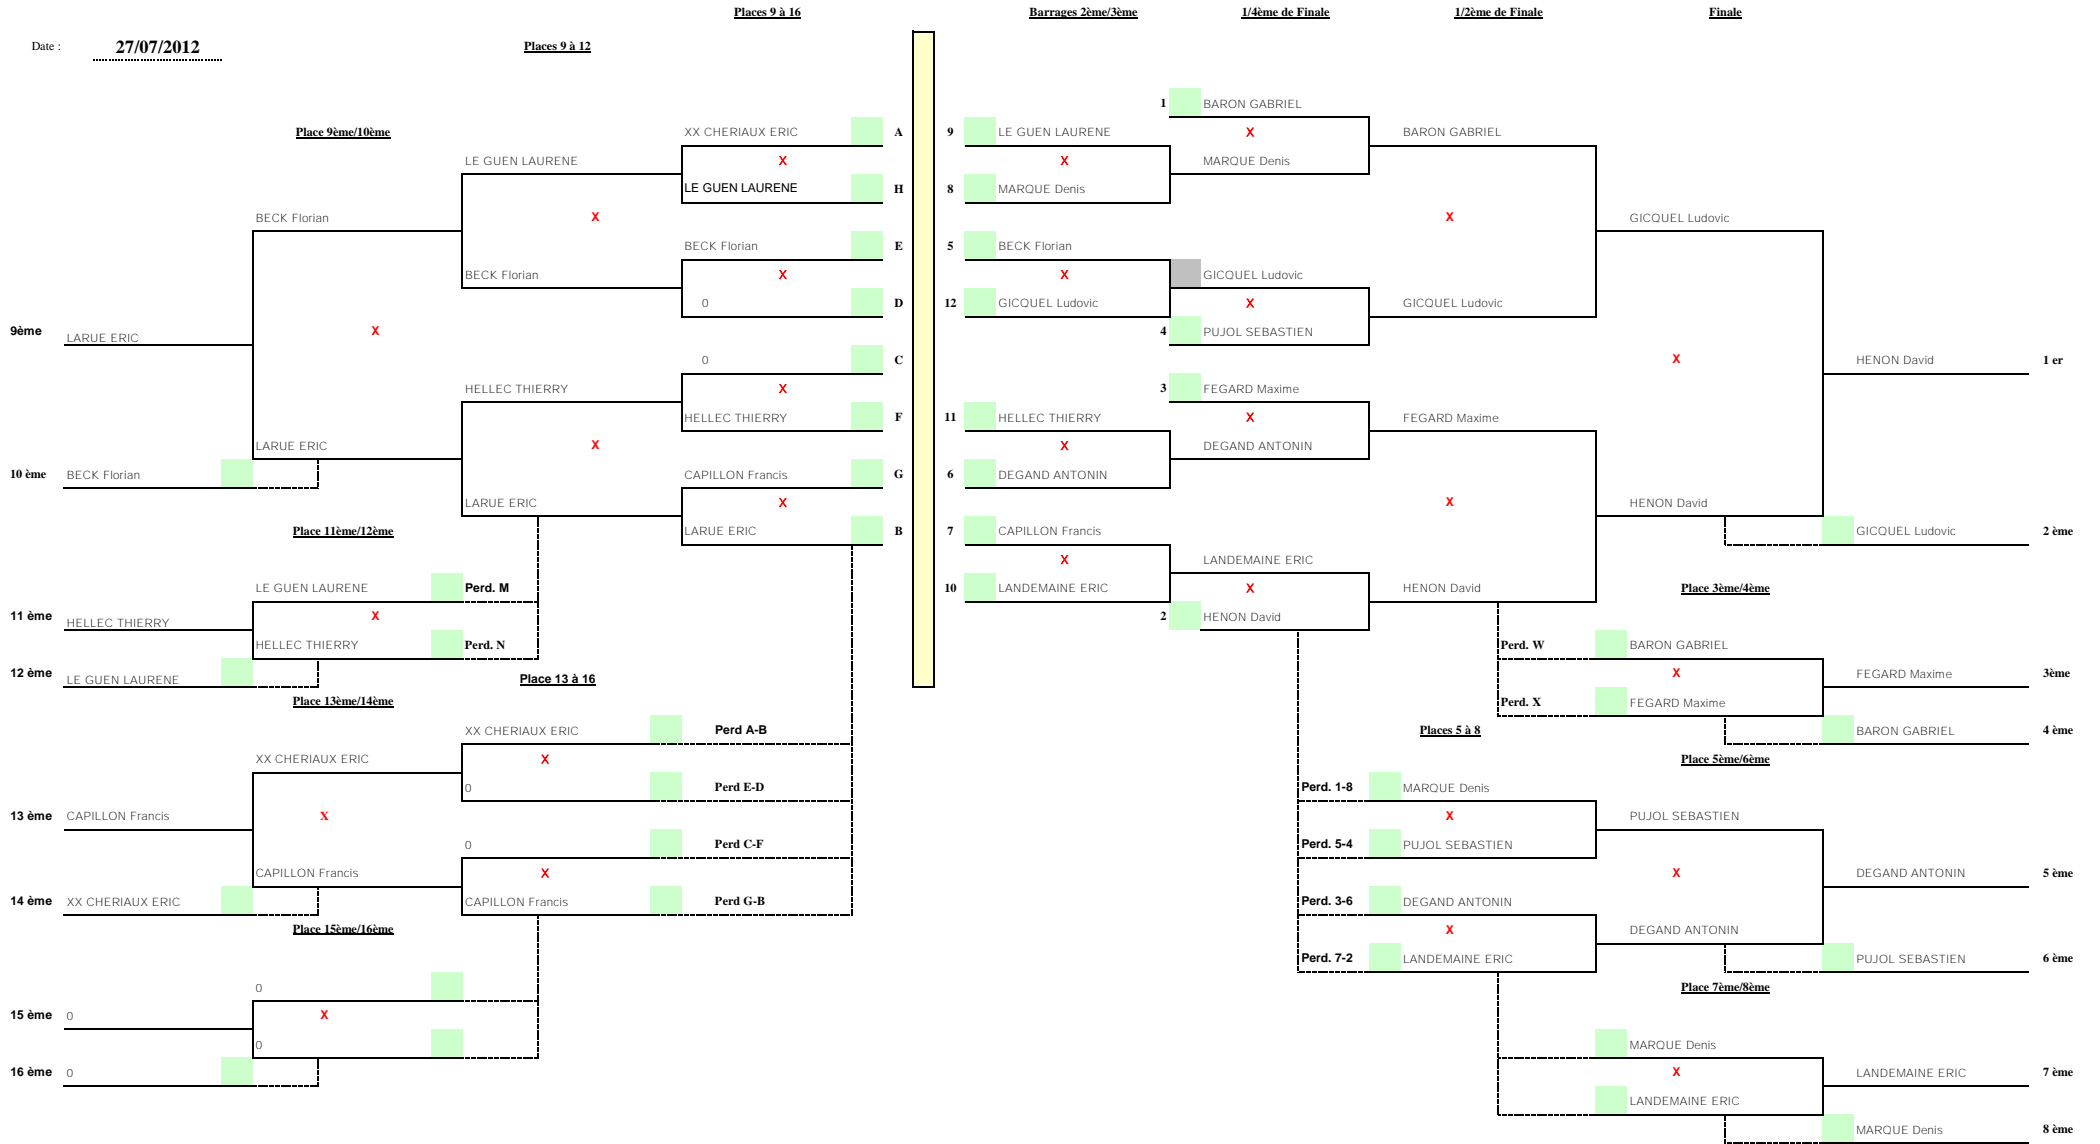 Places 9 à 16 Barrages 2ème/3ème 1/4ème de Finale 1/2ème de Finale Finale
Date : 27/07/2012 Places 9 à 12
1 BARON GABRIEL
Place 9ème/10ème XX CHERIAUX ERIC A 9 LE GUEN LAURENE X BARON GABRIEL
LE GUEN LAURENE X X MARQUE Denis
LE GUEN LAURENE H 8 MARQUE Denis
BECK Florian X X GICQUEL Ludovic
BECK Florian E 5 BECK Florian
BECK Florian X X GICQUEL Ludovic
0 D 12 GICQUEL Ludovic X GICQUEL Ludovic
9ème LARUE ERIC X 4 PUJOL SEBASTIEN
0 C X HENON David 1 er
HELLEC THIERRY X 3 FEGARD Maxime
HELLEC THIERRY F 11 HELLEC THIERRY X FEGARD Maxime
LARUE ERIC X X DEGAND ANTONIN
10 ème BECK Florian CAPILLON Francis G 6 DEGAND ANTONIN
LARUE ERIC X X HENON David
Place 11ème/12ème LARUE ERIC B 7 CAPILLON Francis GICQUEL Ludovic 2 ème
X LANDEMAINE ERIC
LE GUEN LAURENE Perd. M 10 LANDEMAINE ERIC X HENON David Place 3ème/4ème
11 ème HELLEC THIERRY X 2 HENON David
HELLEC THIERRY Perd. N Perd. W BARON GABRIEL
12 ème LE GUEN LAURENE Place 13 à 16 X FEGARD Maxime 3ème
Place 13ème/14ème Perd. X FEGARD Maxime
XX CHERIAUX ERIC Perd A-B Places 5 à 8 BARON GABRIEL 4 ème
XX CHERIAUX ERIC X Place 5ème/6ème
0 Perd E-D Perd. 1-8 MARQUE Denis
13 ème CAPILLON Francis X X PUJOL SEBASTIEN
0 Perd C-F Perd. 5-4 PUJOL SEBASTIEN
CAPILLON Francis X X DEGAND ANTONIN 5 ème
14 ème XX CHERIAUX ERIC CAPILLON Francis Perd G-B Perd. 3-6 DEGAND ANTONIN
Place 15ème/16ème X DEGAND ANTONIN
Perd. 7-2 LANDEMAINE ERIC PUJOL SEBASTIEN 6 ème
0 Place 7ème/8ème
15 ème 0 X
0 MARQUE Denis
16 ème 0 X LANDEMAINE ERIC 7 ème
LANDEMAINE ERIC
MARQUE Denis 8 ème